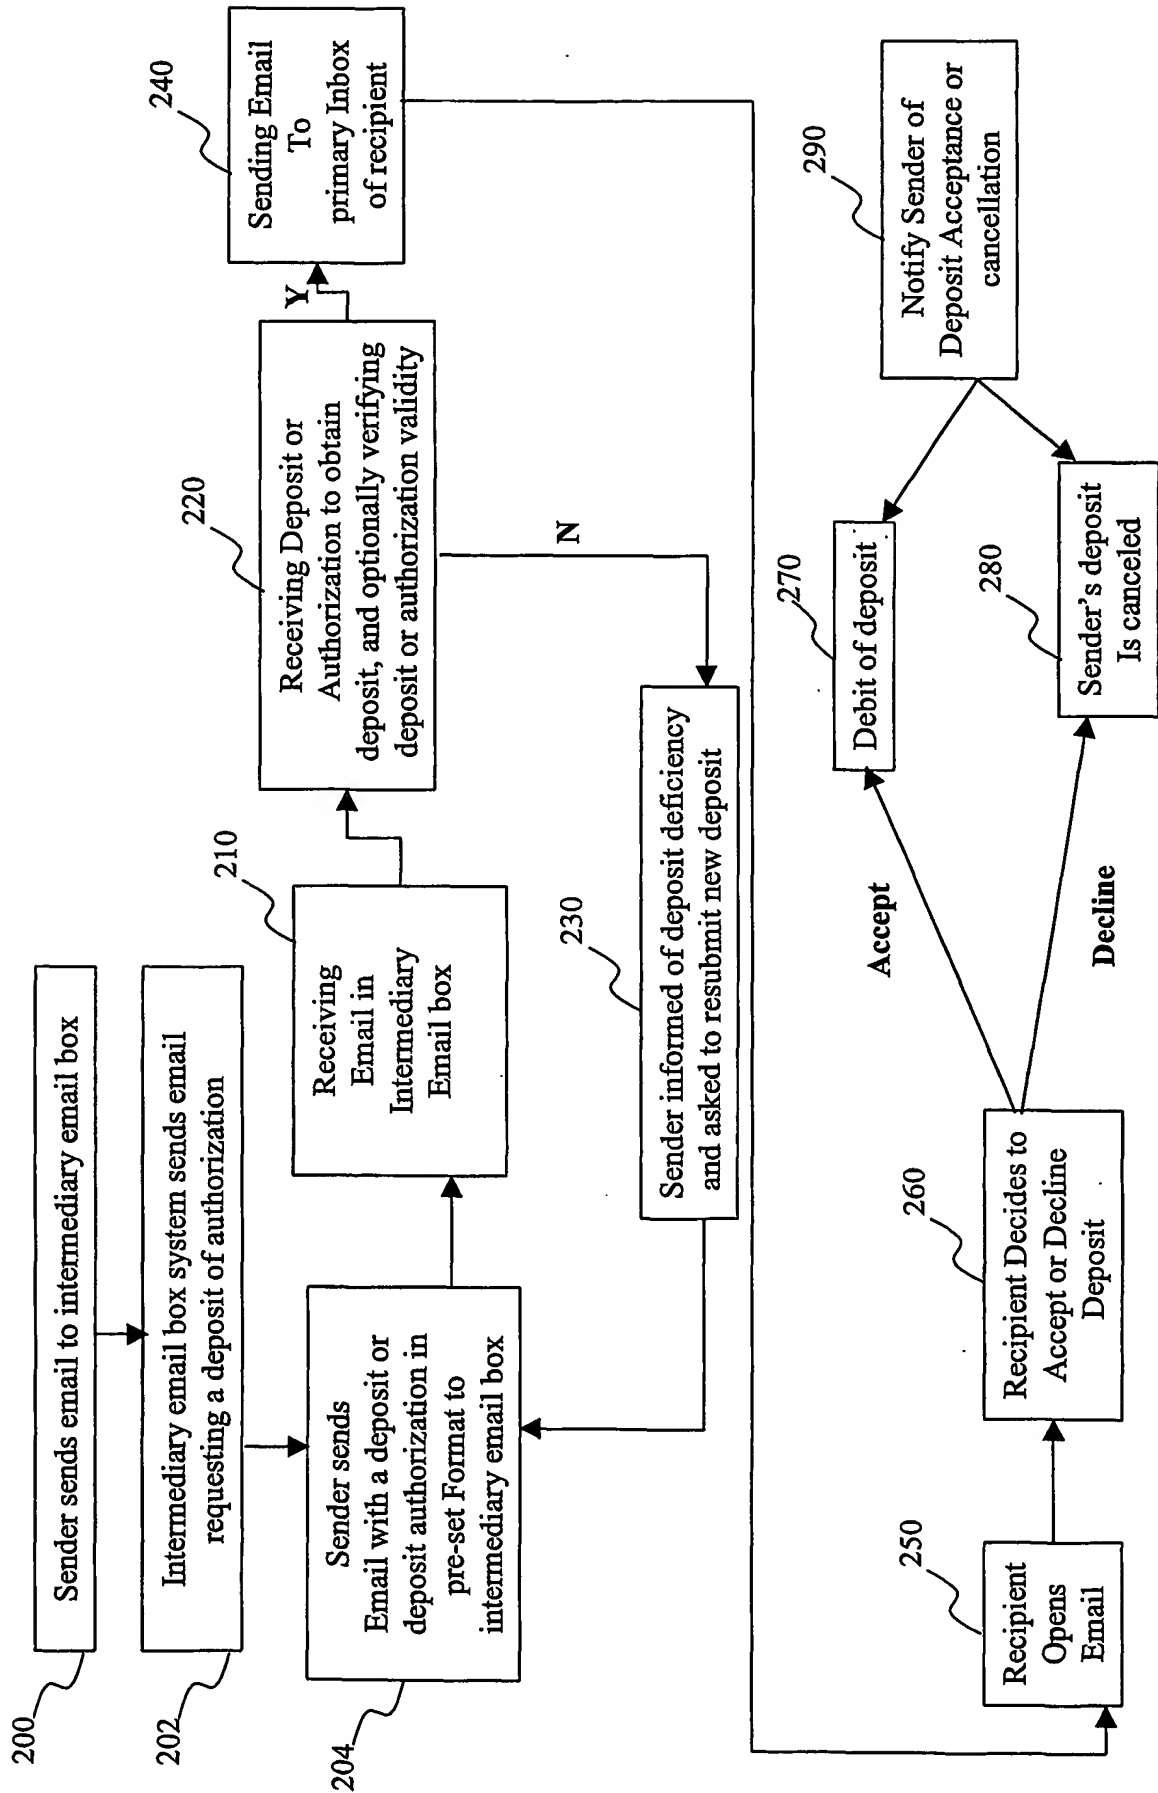 200
Sender sends email to intermediary email box
202
Intermediary email box system sends email
requesting a deposit of authorization
204
Sender sends
Email with a deposit or
deposit authorization in
pre-set Format to
intermediary email box
210
Receiving
Email in
Intermediary
Email box
220
Receiving Deposit or
Authorization to obtain
deposit, and optionally verifying
deposit or authorization validity
Y
N
230
Sender informed of deposit deficiency
and asked to resubmit new deposit
240
Sending Email
To
primary Inbox
of recipient
250
Recipient
Opens
Email
260
Recipient Decides to
Accept or Decline
Deposit
Accept
Decline
270
Debit of deposit
280
Sender's deposit
Is canceled
290
Notify Sender of
Deposit Acceptance or
cancellation